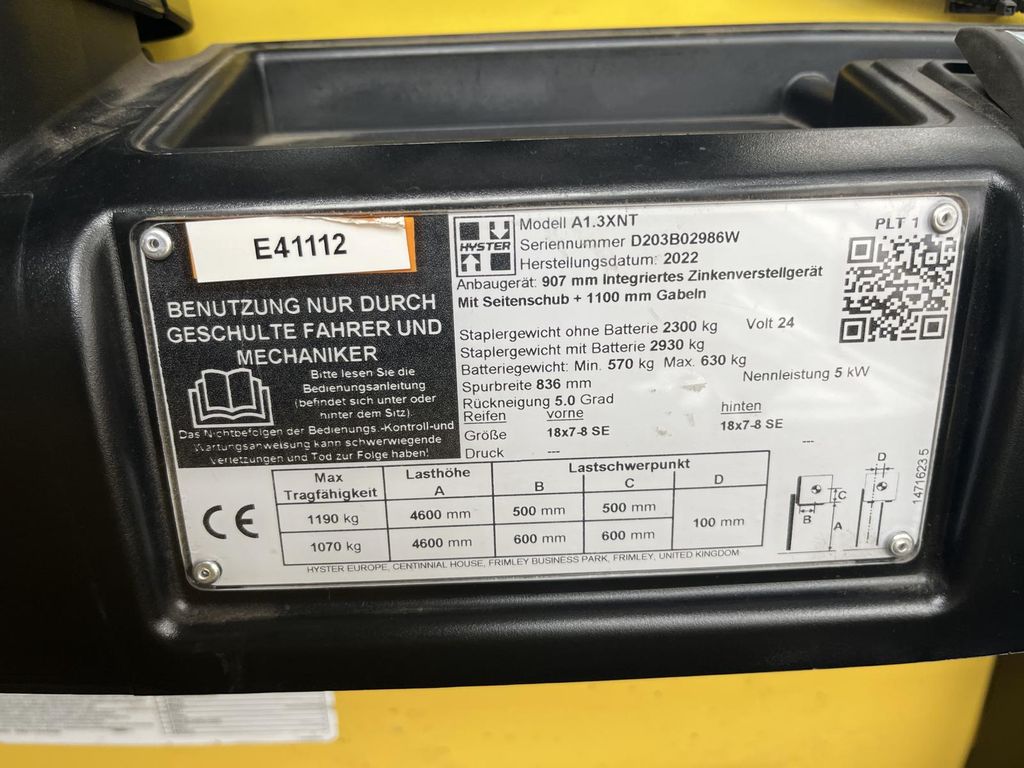 E41112
BENUTZUNG NUR DURCH
GESCHULTE FAHRER UND
MECHANIKER
Bitte lesen Sie die
Bedienungsanleitung
(befindet sich unter oder
hinter dem Sitz).
Das Nichtbefolgen der Bedienungs,-Kontroll-und
Wartungsanweisung kann schwerwiegende
Verletzungen und Tod zur Folge haben!
HYSTER
Modell A1.3XNT
Seriennummer D203B02986W
Herstellungsdatum: 2022
Anbaugerät: 907 mm Integriertes Zinkenverstellgerät
Mit Seitenschub + 1100 mm Gabeln
PLT 1
Staplergewicht ohne Batterie 2300 kg Volt 24
Staplergewicht mit Batterie 2930 kg
Batteriegewicht: Min. 570 kg Max. 630 kg
Nennleistung 5 kW
Spurbreite 836 mm
Rückneigung 5.0 Grad
Reifen vorne hinten
Größe 18x7-8 SE 18x7-8 SE
Druck --- ---
Max Tragfähigkeit Lasthöhe A Lastschwerpunkt B C D
1190 kg 4600 mm 500 mm 500 mm 100 mm
1070 kg 4600 mm 600 mm 600 mm
CE
B C A D
14716235
HYSTER EUROPE, CENTINNIAL HOUSE, FRIMLEY BUSINESS PARK, FRIMLEY, UNITED KINGDOM